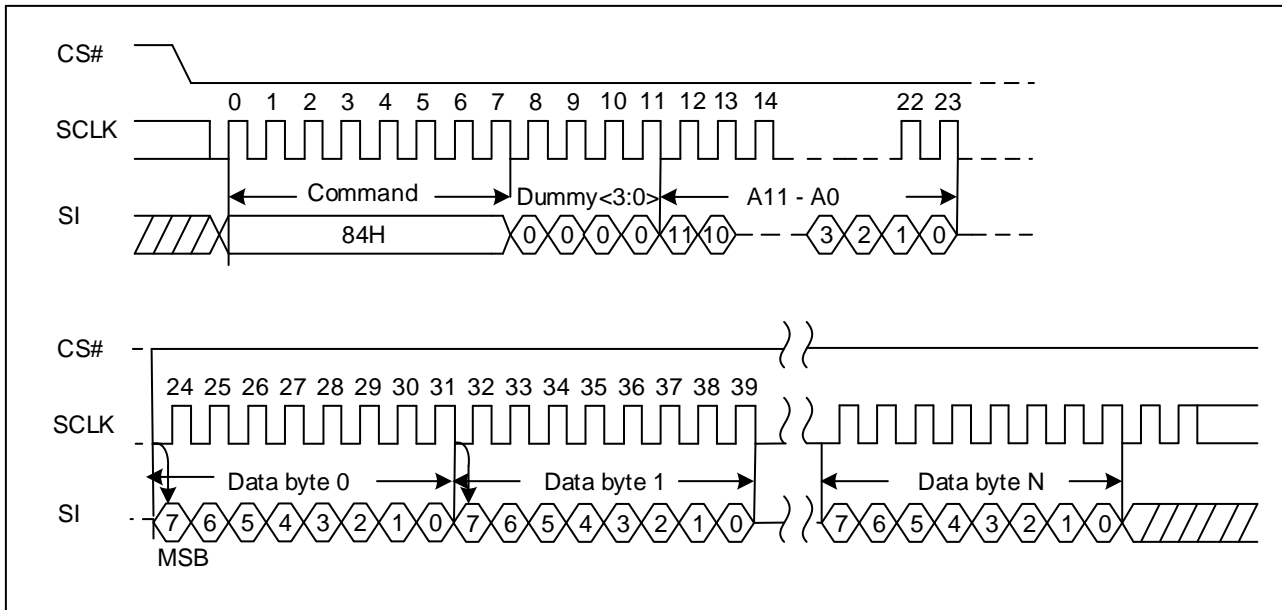 CS#
0 1 2 3 4 5 6 7 8 9 10 11 12 13 14 22 23
SCLK
Command Dummy<3:0> A11 - A0
SI
84H 0 0 0 0 11 10 3 2 1 0
CS#
24 25 26 27 28 29 30 31 32 33 34 35 36 37 38 39
SCLK
Data byte 0 Data byte 1 Data byte N
SI
7 6 5 4 3 2 1 0 7 6 5 4 3 2 1 0 7 6 5 4 3 2 1 0
MSB